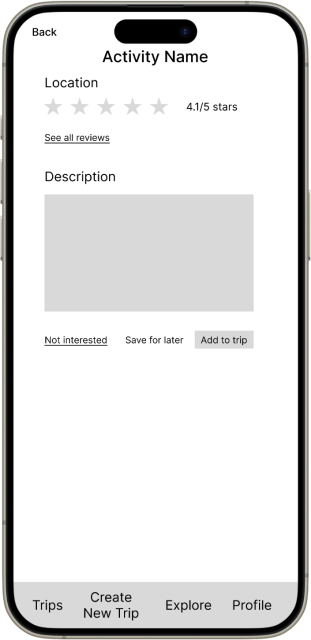 Back
Activity Name
Location
4.1/5 stars
See all reviews
Description
Not interested
Save for later
Add to trip
Trips
Create
New Trip
Explore
Profile